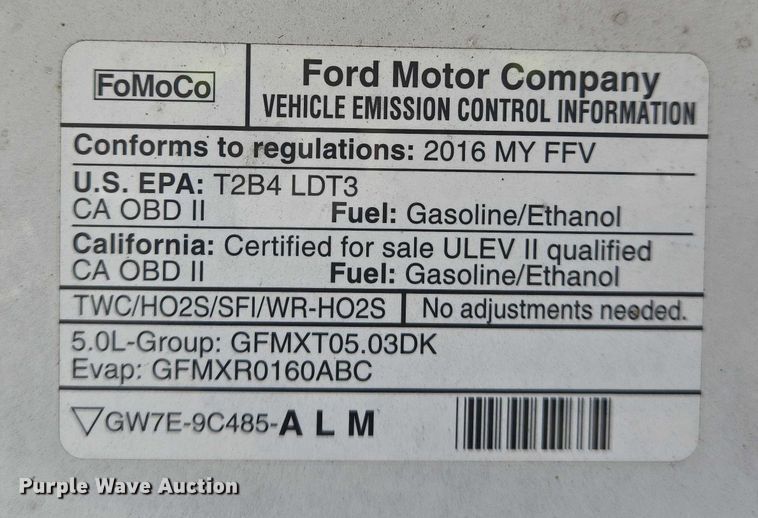 FoMoCo
Ford Motor Company
VEHICLE EMISSION CONTROL INFORMATION
Conforms to regulations: 2016 MY FFV
U.S. EPA: T2B4 LDT3
CA OBD II Fuel: Gasoline/Ethanol
California: Certified for sale ULEV II qualified
CA OBD II Fuel: Gasoline/Ethanol
TWC/HO2S/SFI/WR-HO2S No adjustments needed.
5.0L-Group: GFMXT05.03DK
Evap: GFMXR0160ABC
▽GW7E-9C485-A L M
Purple Wave Auction